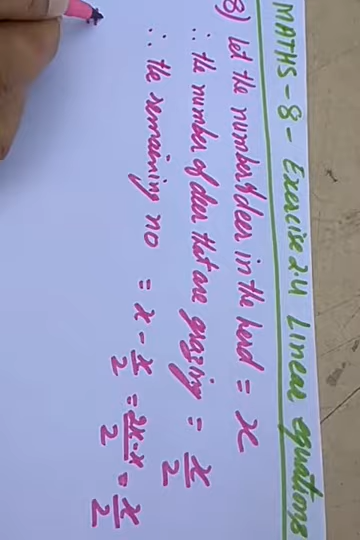 MATHS - 8 - Exercise 2.4 Linear equations
8) Let the number of deer in the herd = x
∴ the number of deer that are grazing = x/2
∴ the remaining no = x - x/2 = 2x-x/2 = x/2